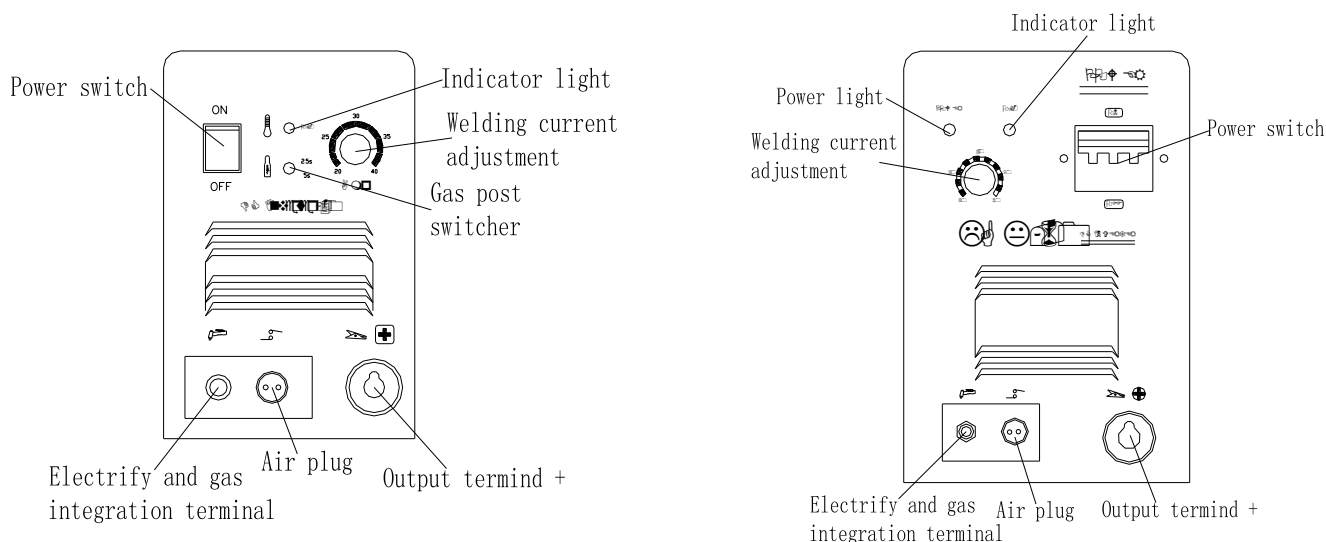 Power switch
ON
OFF
Indicator light
30
25
35
20
40
25s
5s
Welding current
adjustment
Gas post
switcher
Electrify and gas
integration terminal
Air plug
Output termind +
Indicator light
Power light
Welding current
adjustment
Power switch
Electrify and gas
integration terminal
Air plug
Output termind +